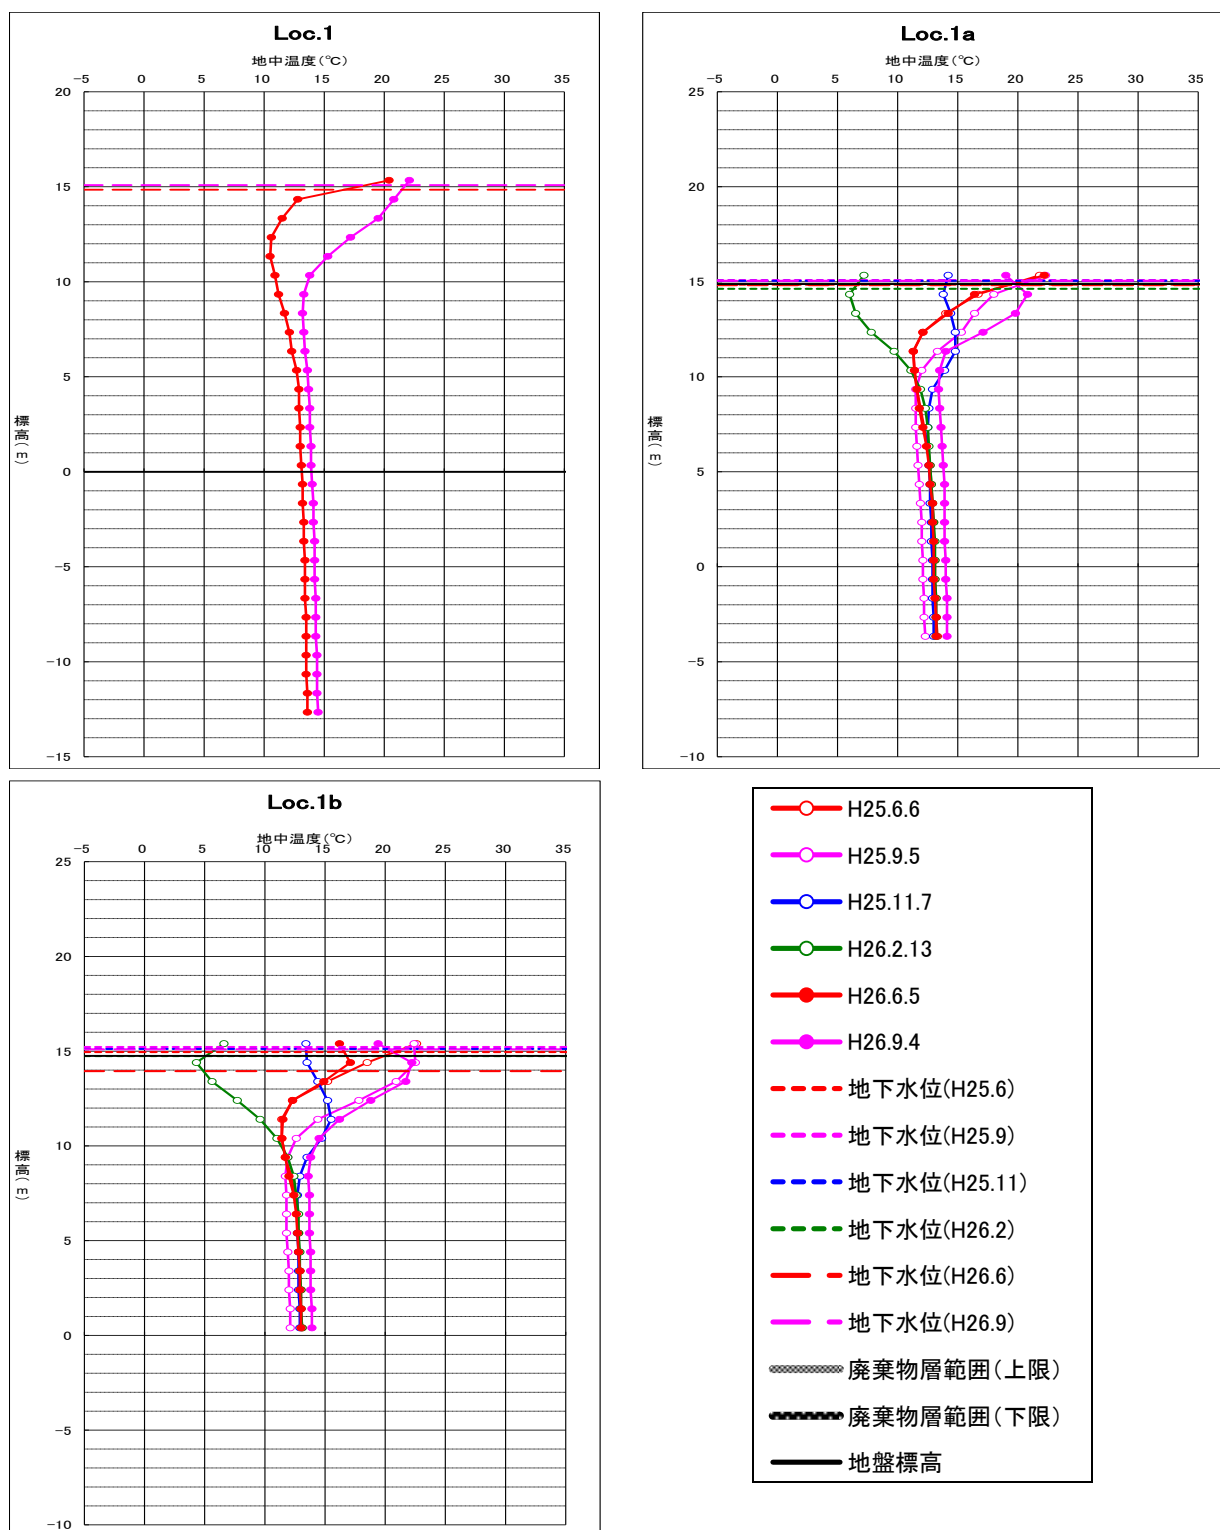 Loc.1
地中温度(℃)
-5 0 5 10 15 20 25 30 35
20
15
10
5
0
-5
-10
-15
標高(m)
Loc.1a
地中温度(℃)
-5 0 5 10 15 20 25 30 35
25
20
15
10
5
0
-5
-10
標高(m)
Loc.1b
地中温度(℃)
-5 0 5 10 15 20 25 30 35
25
20
15
10
5
0
-5
-10
標高(m)
H25.6.6
H25.9.5
H25.11.7
H26.2.13
H26.6.5
H26.9.4
地下水位(H25.6)
地下水位(H25.9)
地下水位(H25.11)
地下水位(H26.2)
地下水位(H26.6)
地下水位(H26.9)
廃棄物層範囲(上限)
廃棄物層範囲(下限)
地盤標高